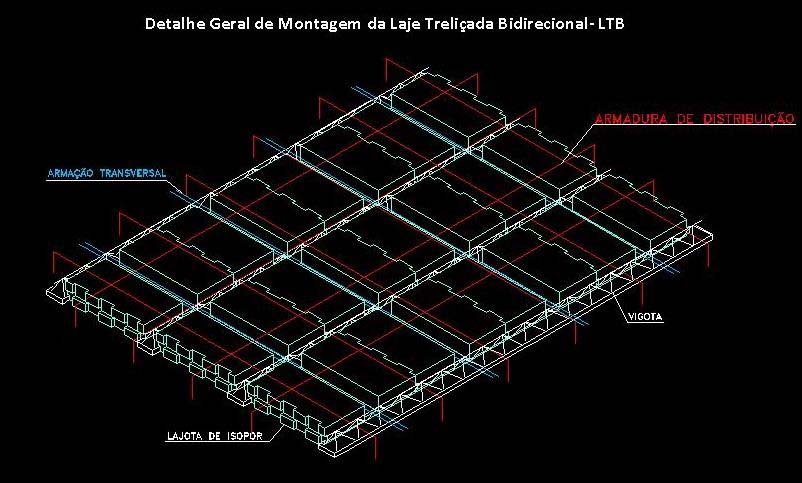 Detalhe Geral de Montagem da Laje Treliçada Bidirecional- LTB
ARMADURA DE DISTRIBUIÇÃO
ARMAÇÃO TRANSVERSAL
VIGOTA
LAJOTA DE ISOPOR